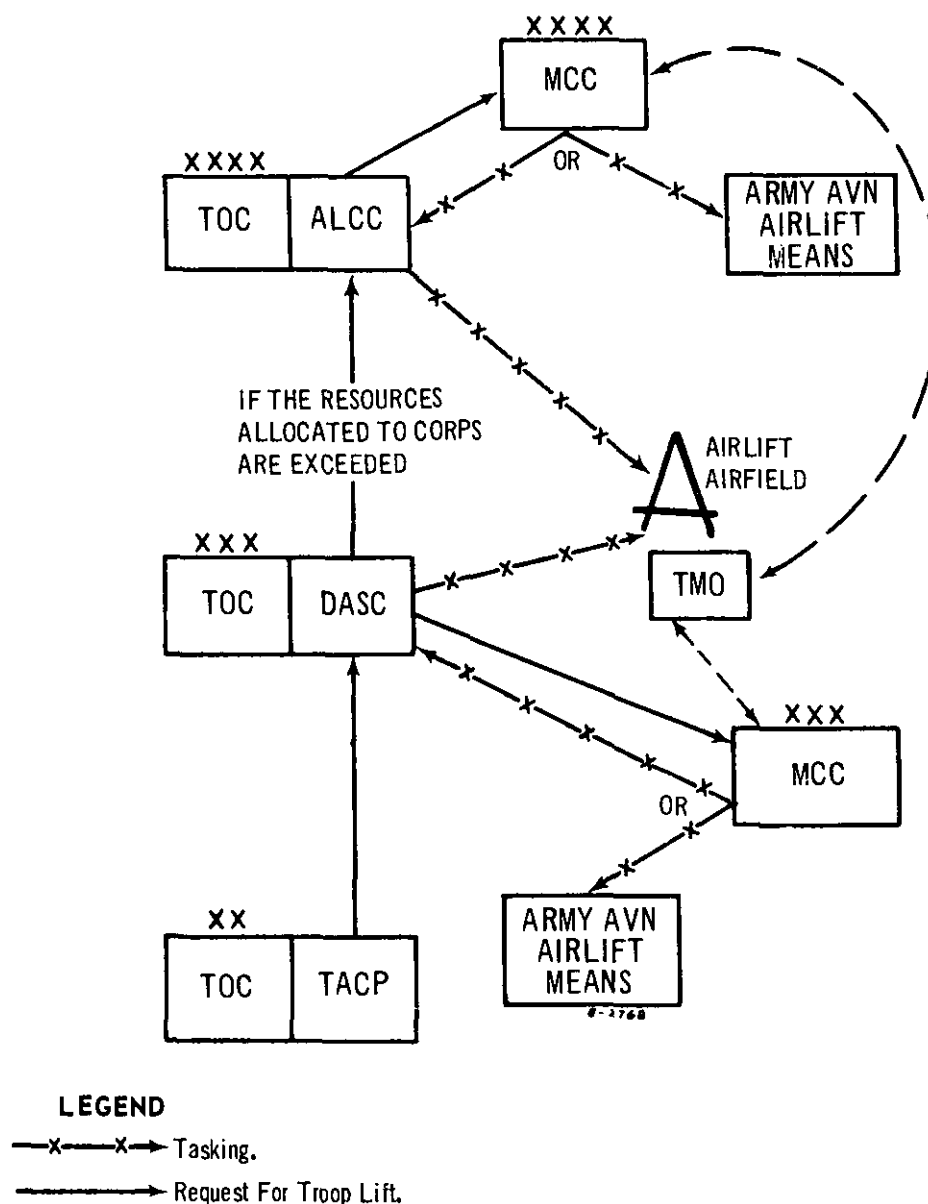 XXXX
MCC
OR
XXXX
TOC ALCC
ARMY AVN
AIRLIFT
MEANS
IF THE RESOURCES
ALLOCATED TO CORPS
ARE EXCEEDED
AIRLIFT
AIRFIELD
XXX
TOC DASC
TMO
XXX
MCC
OR
XX
TOC TACP
ARMY AVN
AIRLIFT
MEANS
8-2768
LEGEND
X X Tasking.
Request For Troop Lift.